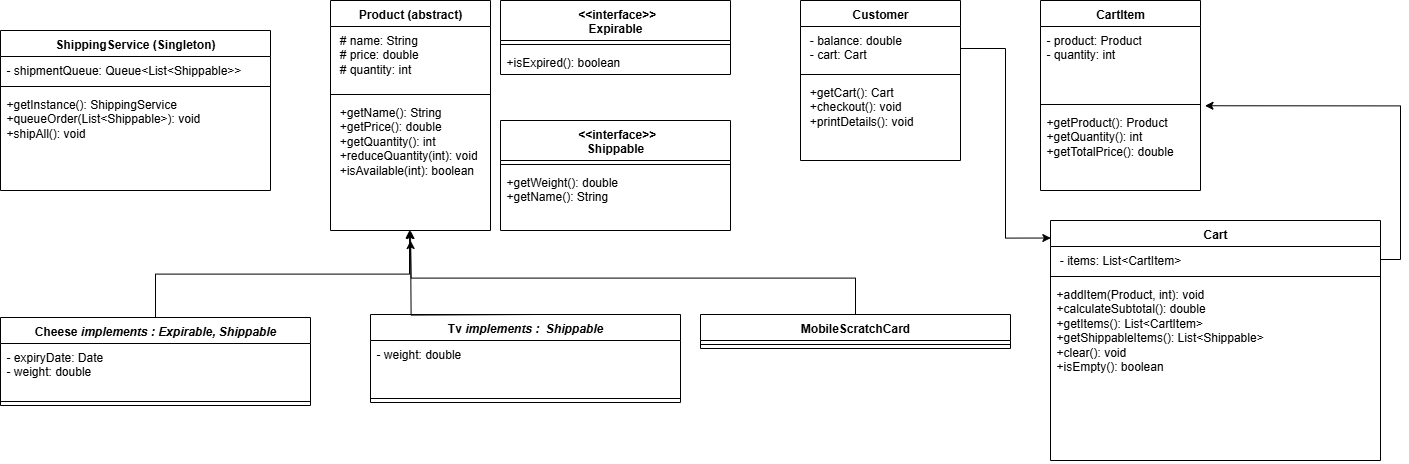 ShippingService (Singleton)
- shipmentQueue: Queue<List<Shippable>>
+getInstance(): ShippingService
+queueOrder(List<Shippable>): void
+shipAll(): void
Product (abstract)
# name: String
# price: double
# quantity: int
+getName(): String
+getPrice(): double
+getQuantity(): int
+reduceQuantity(int): void
+isAvailable(int): boolean
<<interface>>
Expirable
+isExpired(): boolean
<<interface>>
Shippable
+getWeight(): double
+getName(): String
Customer
- balance: double
- cart: Cart
+getCart(): Cart
+checkout(): void
+printDetails(): void
CartItem
- product: Product
- quantity: int
+getProduct(): Product
+getQuantity(): int
+getTotalPrice(): double
Cart
- items: List<CartItem>
+addItem(Product, int): void
+calculateSubtotal(): double
+getItems(): List<CartItem>
+getShippableItems(): List<Shippable>
+clear(): void
+isEmpty(): boolean
Cheese implements : Expirable, Shippable
- expiryDate: Date
- weight: double
Tv implements : Shippable
- weight: double
MobileScratchCard